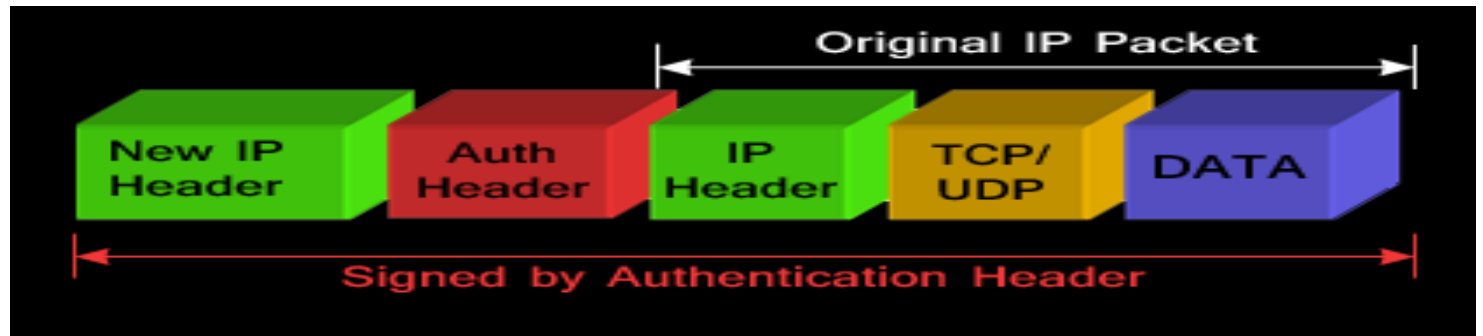 Original IP Packet
New IP
Header
Auth
Header
IP
Header
TCP/
UDP
DATA
Signed by Authentication Header